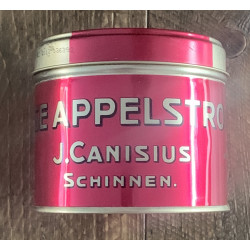 E APPELSTRO
J. CANISIUS
SCHINNEN.